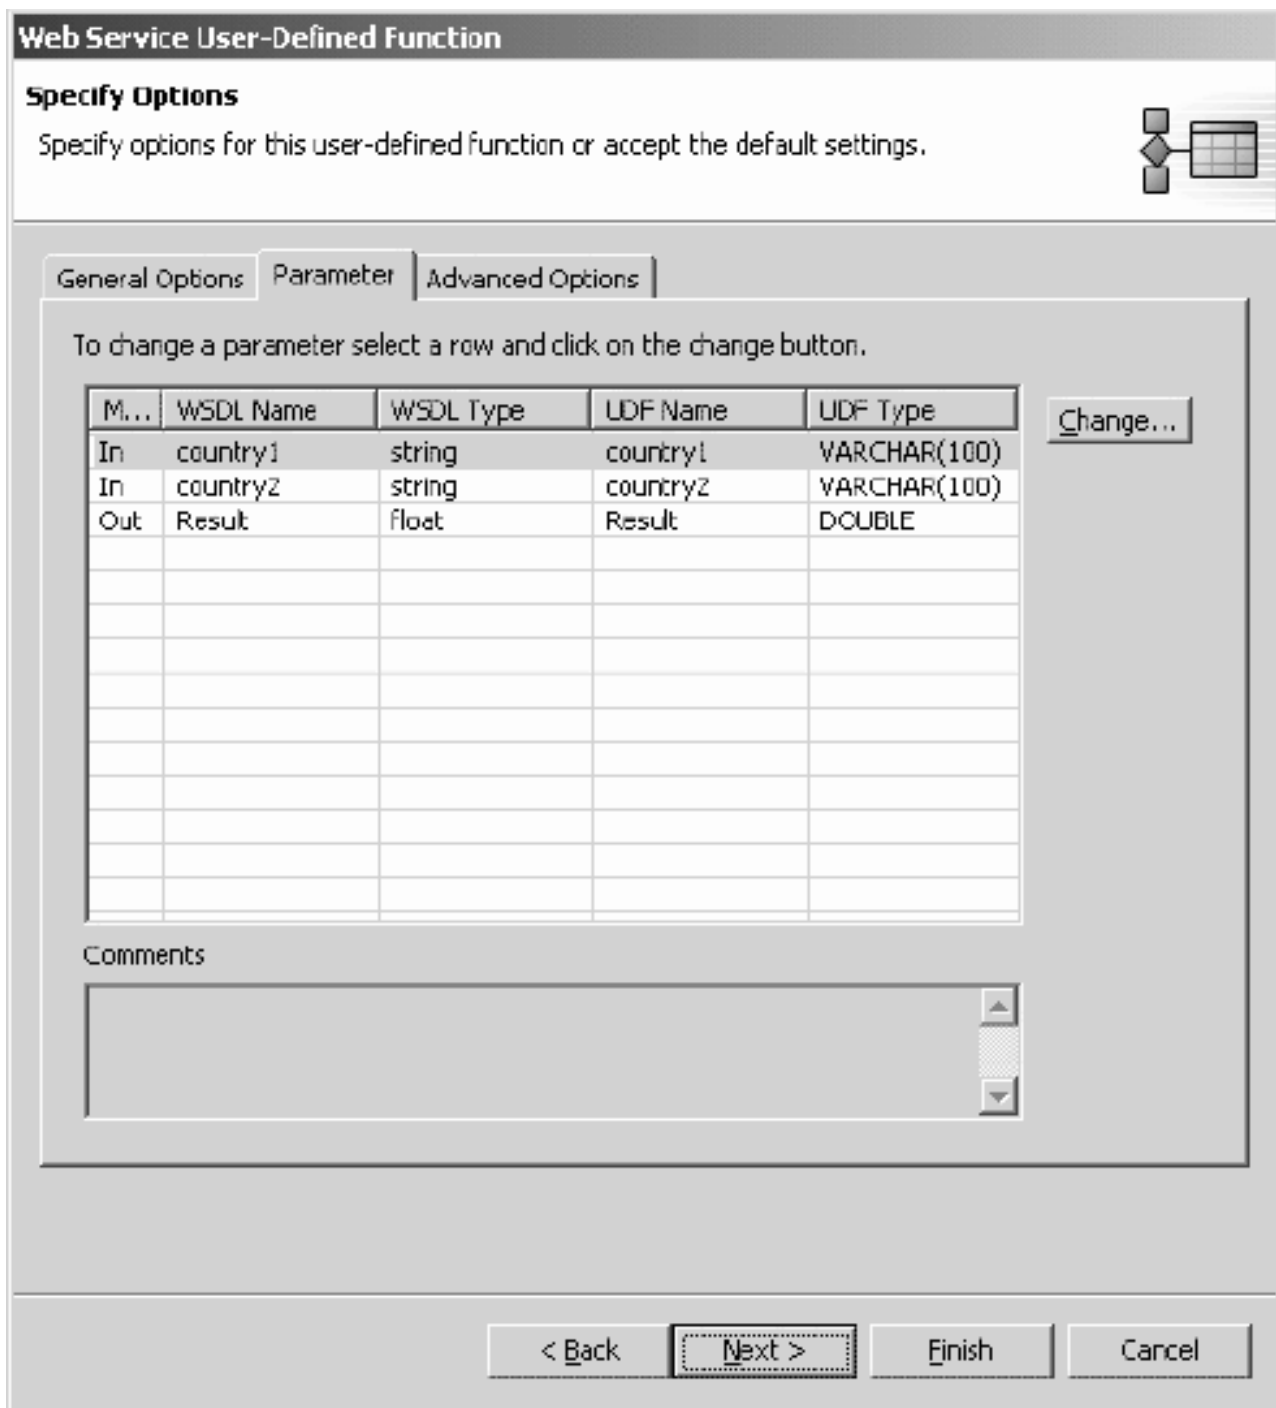 Web Service User-Defined Function
Specify Options
Specify options for this user-defined function or accept the default settings.
General Options Parameter Advanced Options
To change a parameter select a row and click on the change button.
M... WSDL Name WSDL Type UDF Name UDF Type
Change...
In country1 string country1 VARCHAR(100)
In country2 string country2 VARCHAR(100)
Out Result float Result DOUBLE
Comments
< Back Next > Finish Cancel